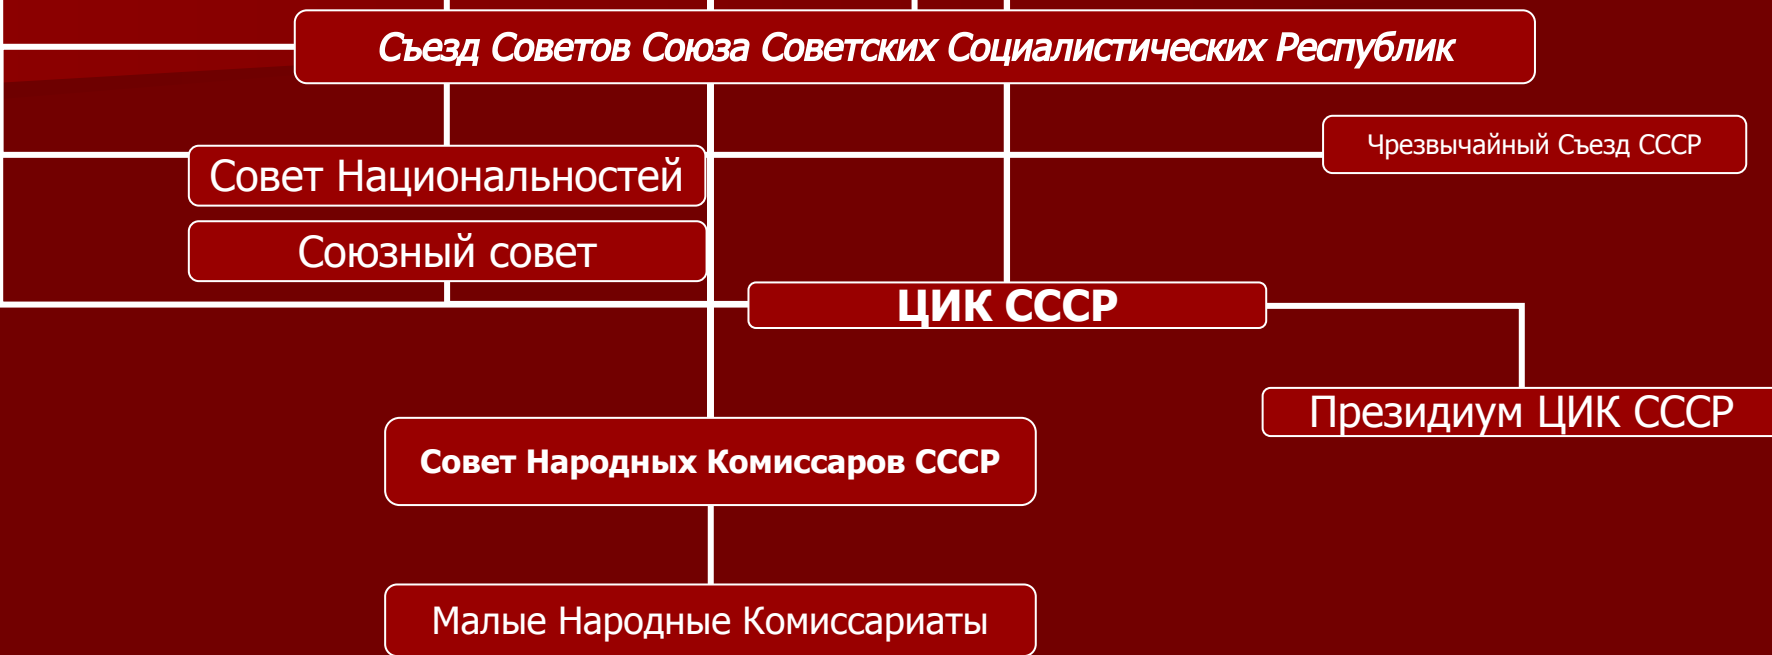 Съезд Советов Союза Советских Социалистических Республик
Чрезвычайный Съезд СССР
Совет Национальностей
Союзный совет
ЦИК СССР
Президиум ЦИК СССР
Совет Народных Комиссаров СССР
Малые Народные Комиссариаты